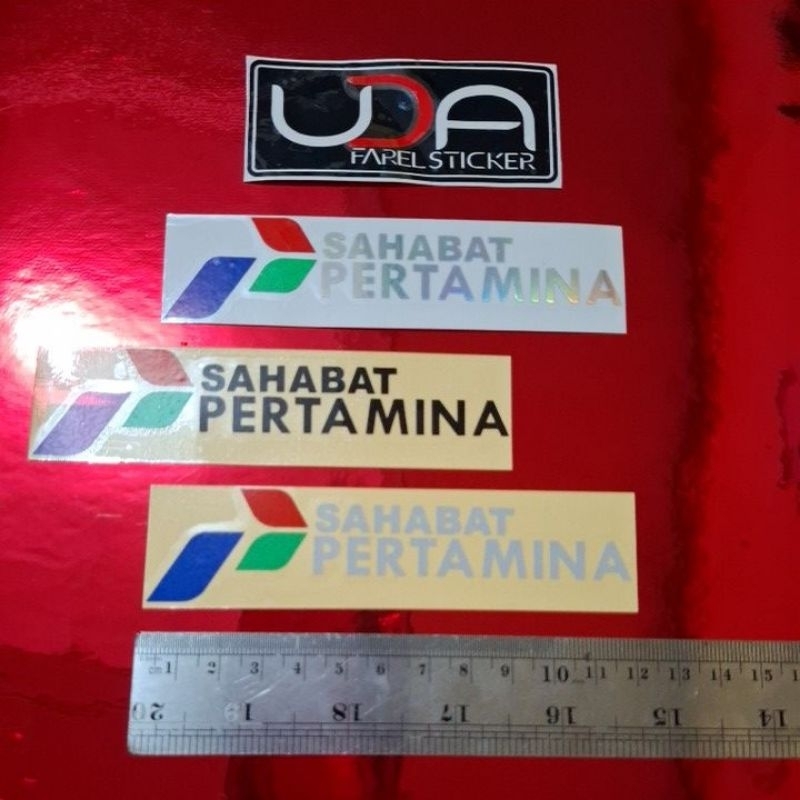 UDA
FAREL STICKER
SAHABAT
PERTAMINA
SAHABAT
PERTAMINA
SAHABAT
PERTAMINA
1 2 3 4 5 6 7 8 9 10 11 12 13 14 15
20 19 18 17 16 15 14